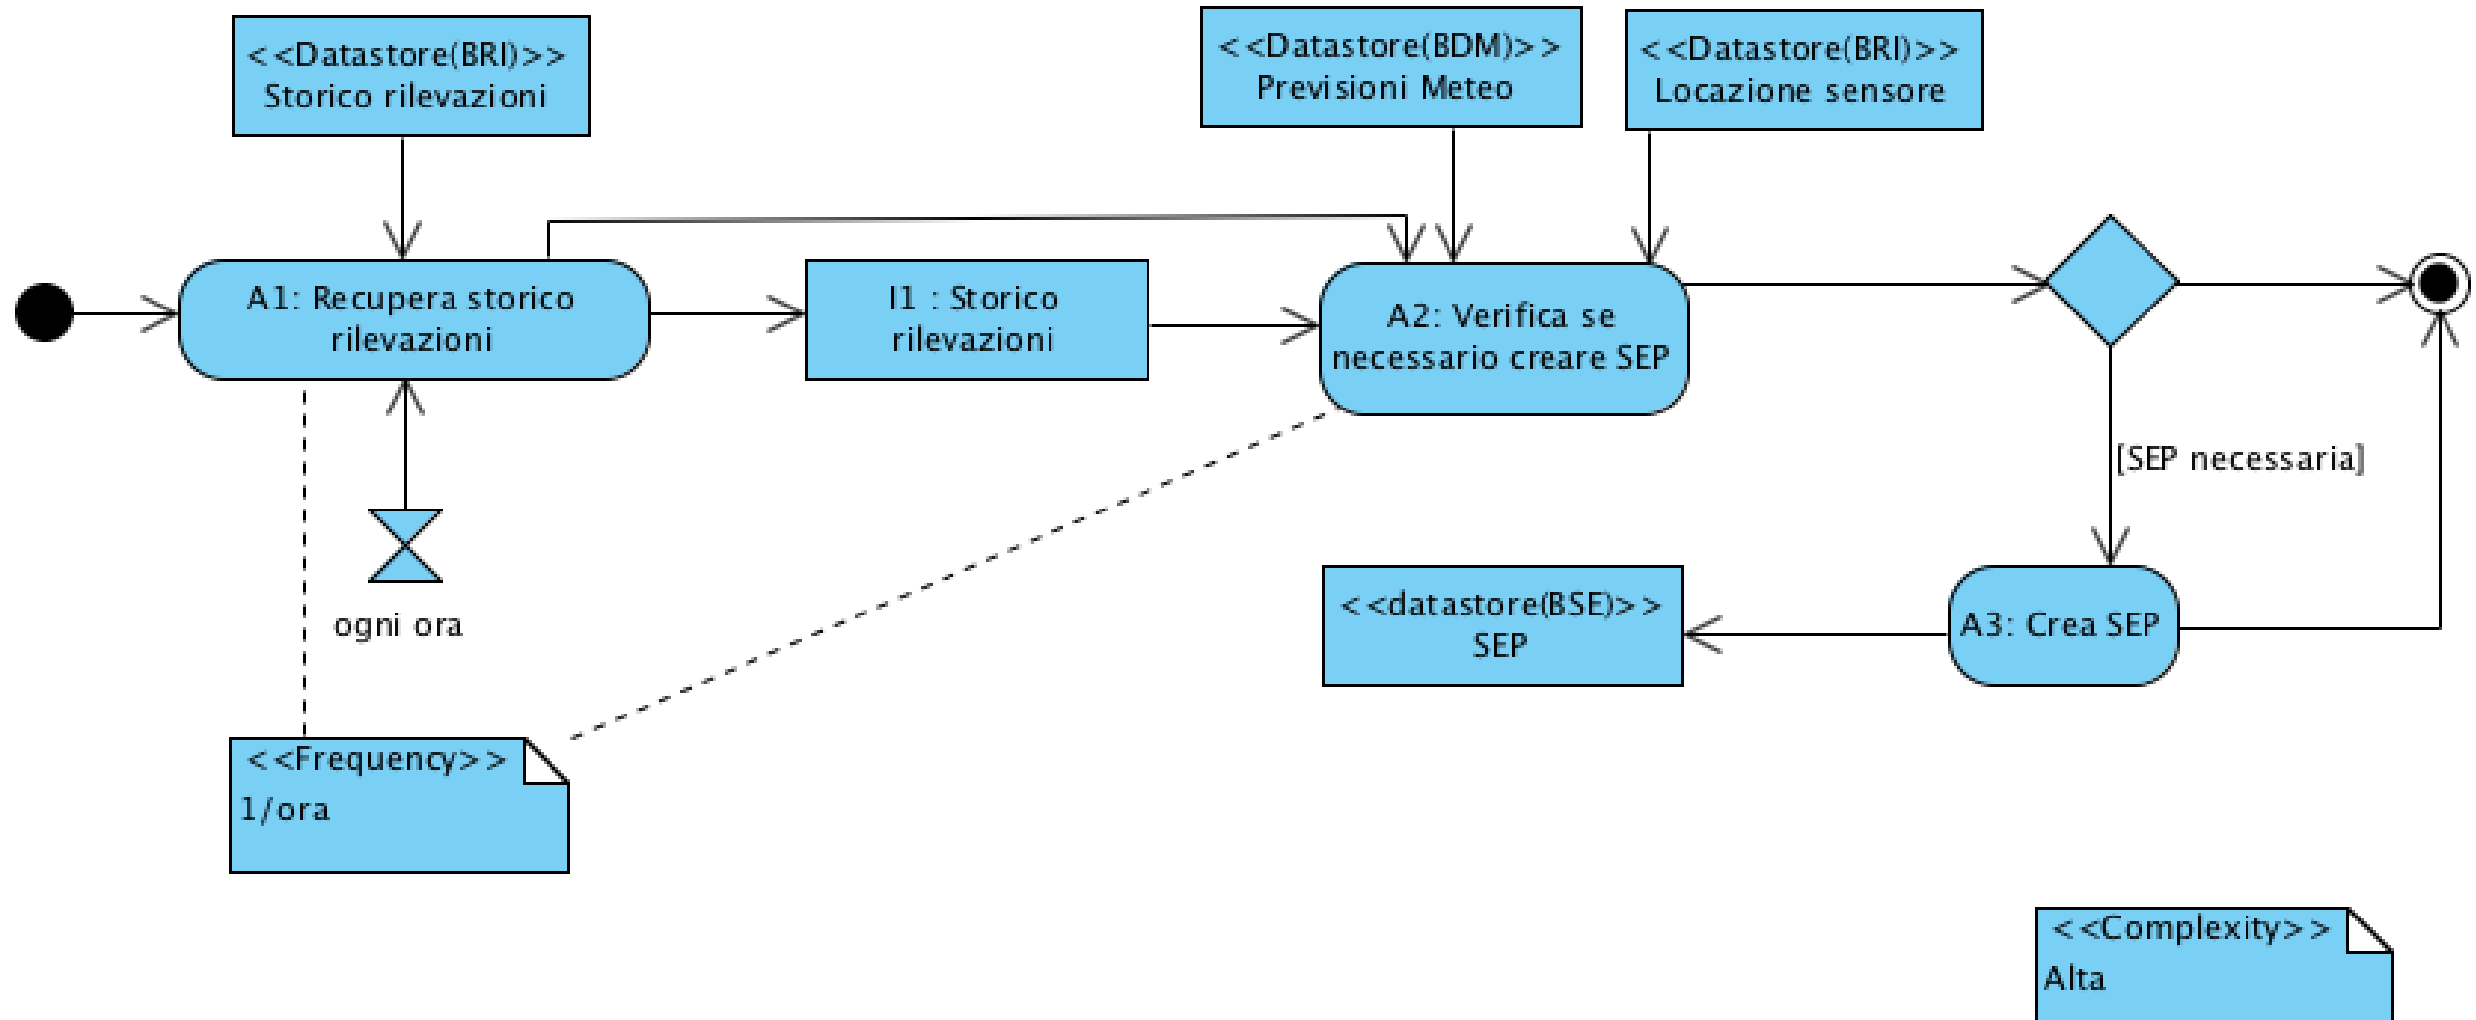 <<Datastore(BRI)>>
Storico rilevazioni
<<Datastore(BDM)>>
Previsioni Meteo
<<Datastore(BRI)>>
Locazione sensore
A1: Recupera storico
rilevazioni
I1 : Storico
rilevazioni
A2: Verifica se
necessario creare SEP
[SEP necessaria]
ogni ora
<<datastore(BSE)>>
SEP
A3: Crea SEP
<<Frequency>>
1/ora
<<Complexity>>
Alta